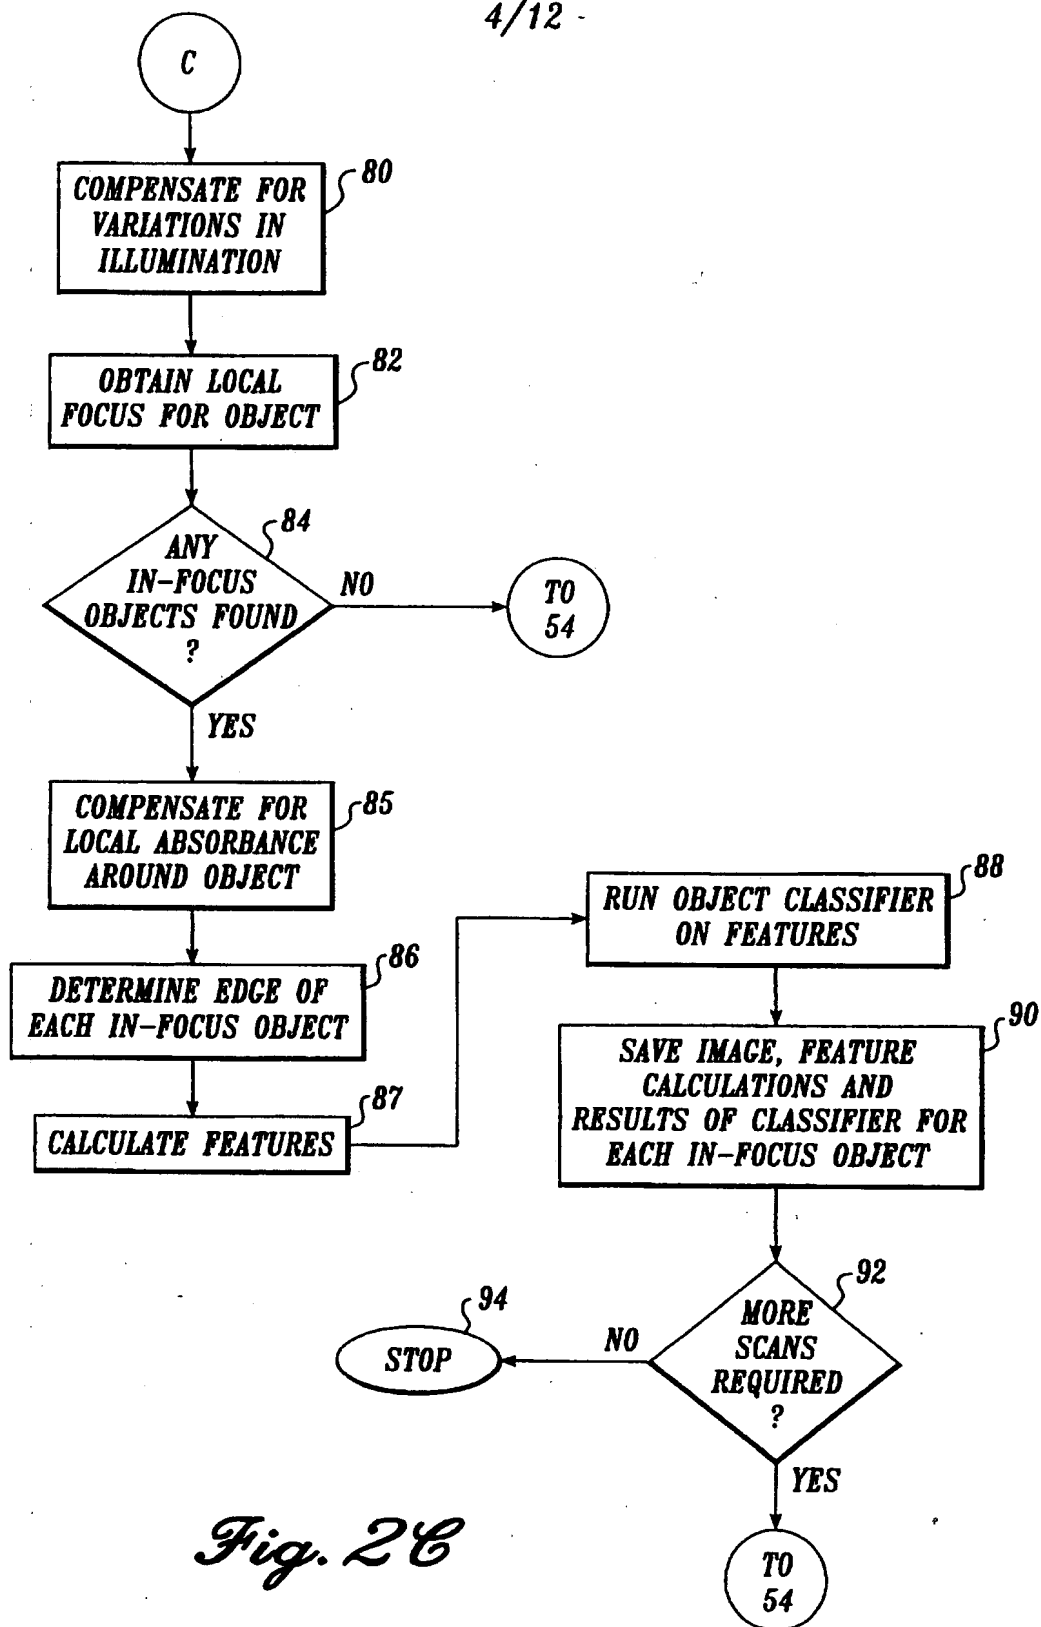 4/12
C
COMPENSATE FOR
VARIATIONS IN
ILLUMINATION
80
OBTAIN LOCAL
FOCUS FOR OBJECT
82
ANY
IN-FOCUS
OBJECTS FOUND
?
84
NO
TO
54
YES
COMPENSATE FOR
LOCAL ABSORBANCE
AROUND OBJECT
85
DETERMINE EDGE OF
EACH IN-FOCUS OBJECT
86
CALCULATE FEATURES
87
RUN OBJECT CLASSIFIER
ON FEATURES
88
SAVE IMAGE, FEATURE
CALCULATIONS AND
RESULTS OF CLASSIFIER FOR
EACH IN-FOCUS OBJECT
90
MORE
SCANS
REQUIRED
?
92
NO
STOP
94
YES
TO
54
Fig. 2C